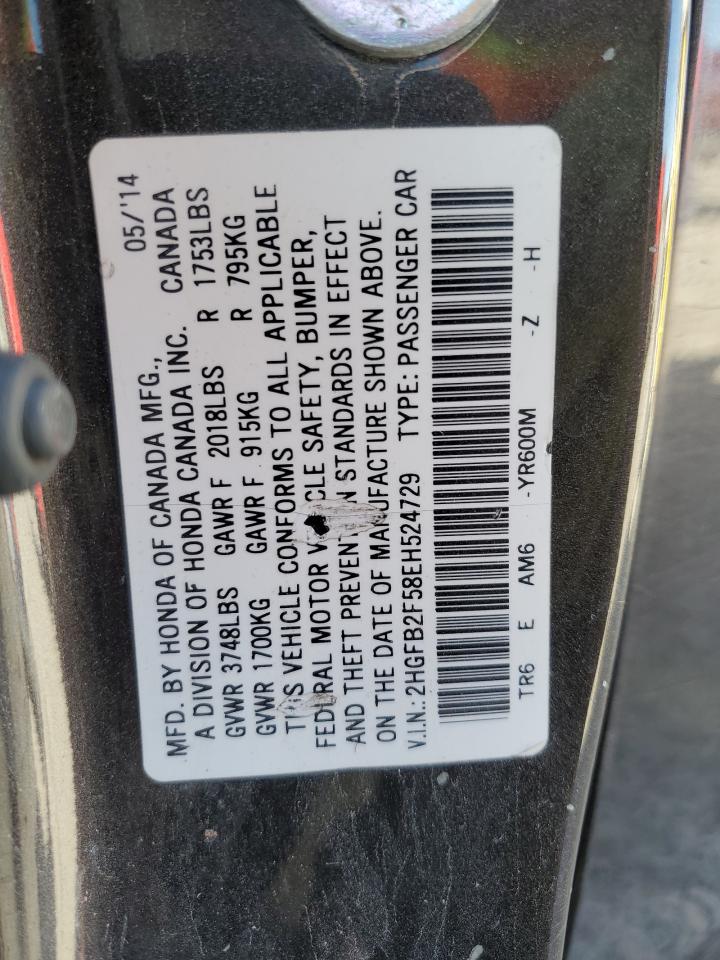 05/'14
MFD. BY HONDA OF CANADA MFG.,
A DIVISION OF HONDA CANADA INC. CANADA
GVWR 3748LBS GAWR F 2018LBS R 1753LBS
GVWR 1700KG GAWR F 915KG R 795KG
THIS VEHICLE CONFORMS TO ALL APPLICABLE
FEDERAL MOTOR VEHICLE SAFETY, BUMPER,
AND THEFT PREVENTION STANDARDS IN EFFECT
ON THE DATE OF MANUFACTURE SHOWN ABOVE.
V.I.N.: 2HGFB2F58EH524729 TYPE: PASSENGER CAR
TR6 E AM6 -YR600M -Z -H